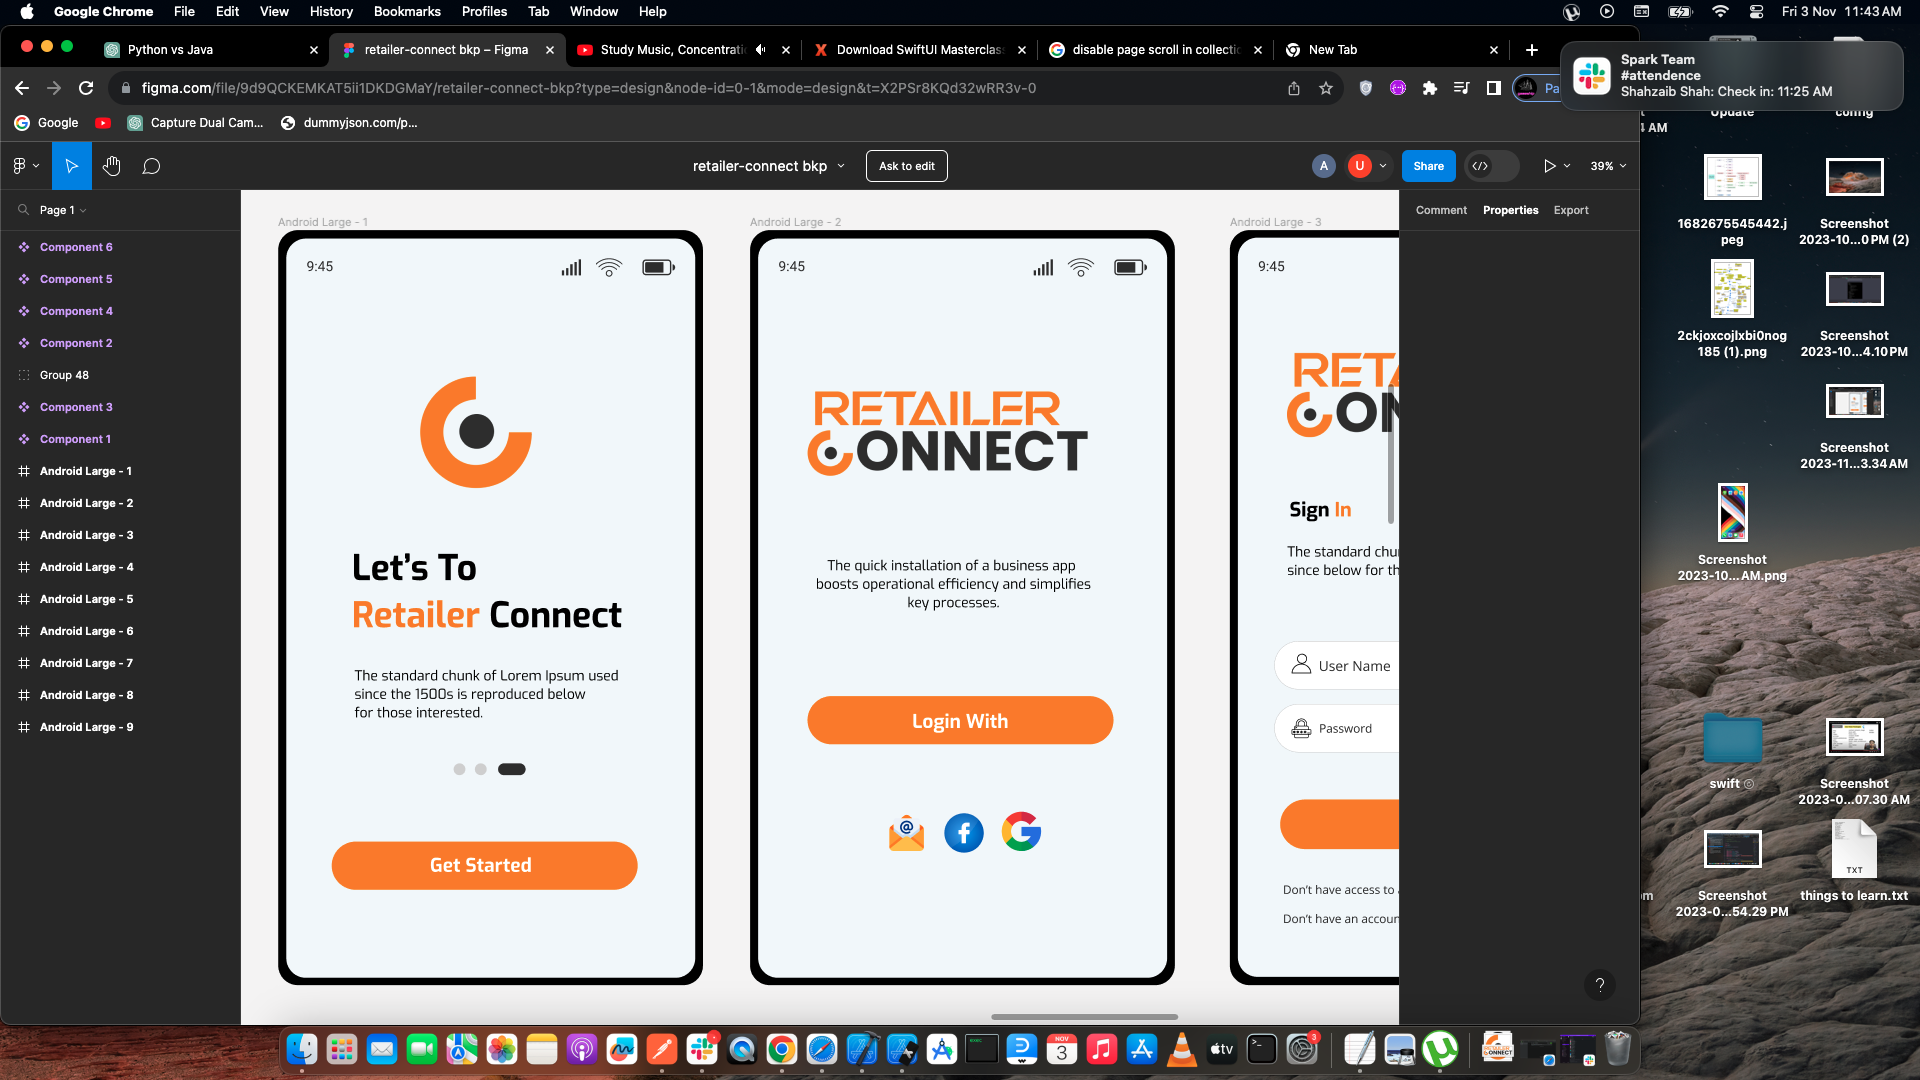 Google Chrome File Edit View History Bookmarks Profiles Tab Window Help
Fri 3 Nov 11:43 AM
Python vs Java
retailer-connect bkp – Figma
Study Music, Concentrati
Download SwiftUI Masterclas
disable page scroll in collectio
New Tab
figma.com/file/9d9QCKEMKAT5ii1DKDGMaY/retailer-connect-bkp?type=design&node-id=0-1&mode=design&t=X2PSr8KQd32wRR3v-0
Pa
Spark Team
#attendence
Shahzaib Shah: Check in: 11:25 AM
Google
Capture Dual Cam...
dummyjson.com/p...
retailer-connect bkp
Ask to edit
A
U
Share
39%
Page 1
Comment Properties Export
Component 6
Component 5
Component 4
Component 2
Group 48
Component 3
Component 1
Android Large - 1
Android Large - 2
Android Large - 3
Android Large - 4
Android Large - 5
Android Large - 6
Android Large - 7
Android Large - 8
Android Large - 9
Android Large - 1
9:45
Let's To
Retailer Connect
The standard chunk of Lorem Ipsum used
since the 1500s is reproduced below
for those interested.
Get Started
Android Large - 2
9:45
RETAILER
CONNECT
The quick installation of a business app
boosts operational efficiency and simplifies
key processes.
Login With
Android Large - 3
9:45
RETA
CON
Sign In
The standard chu
since below for th
User Name
Password
Don't have access to
Don't have an accoun
?
AM
Update
config
1682675545442.j
peg
Screenshot
2023-10...0 PM (2)
2ckjoxcojlxbi0nog
185 (1).png
Screenshot
2023-10...4.10 PM
Screenshot
2023-11...3.34 AM
Screenshot
2023-10...AM.png
swift
Screenshot
2023-0...07.30 AM
TXT
Screenshot
2023-0...54.29 PM
things to learn.txt
om
NOV
3
tv
3